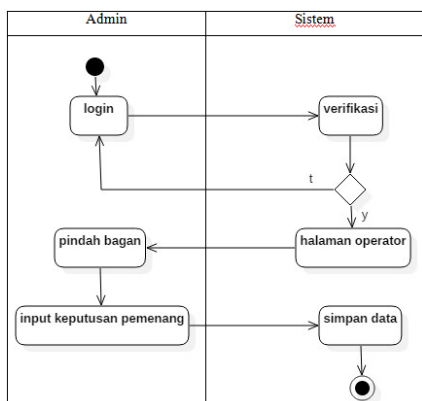 Admin
Sistem
login
verifikasi
t
y
pindah bagan
halaman operator
input keputusan pemenang
simpan data